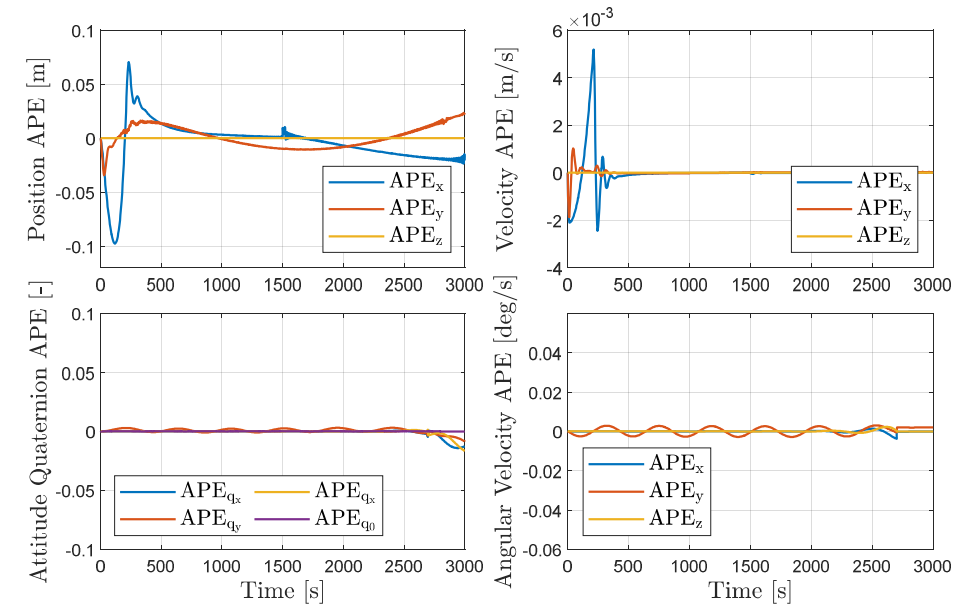 Position APE [m]
0.1
0.05
0
-0.05
-0.1
APEx
APEy
APEz
0 500 1000 1500 2000 2500 3000
×10-3
Velocity APE [m/s]
6
4
2
0
-2
-4
APEx
APEy
APEz
0 500 1000 1500 2000 2500 3000
Attitude Quaternion APE [-]
0.1
0.05
0
-0.05
-0.1
APEqx APEqx
APEqy APEq0
0 500 1000 1500 2000 2500 3000
Time [s]
Angular Velocity APE [deg/s]
0.04
0.02
0
-0.02
-0.04
-0.06
APEx
APEy
APEz
0 500 1000 1500 2000 2500 3000
Time [s]